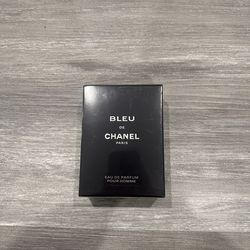 BLEU
DE
CHANEL
PARIS
EAU DE PARFUM
POUR HOMME